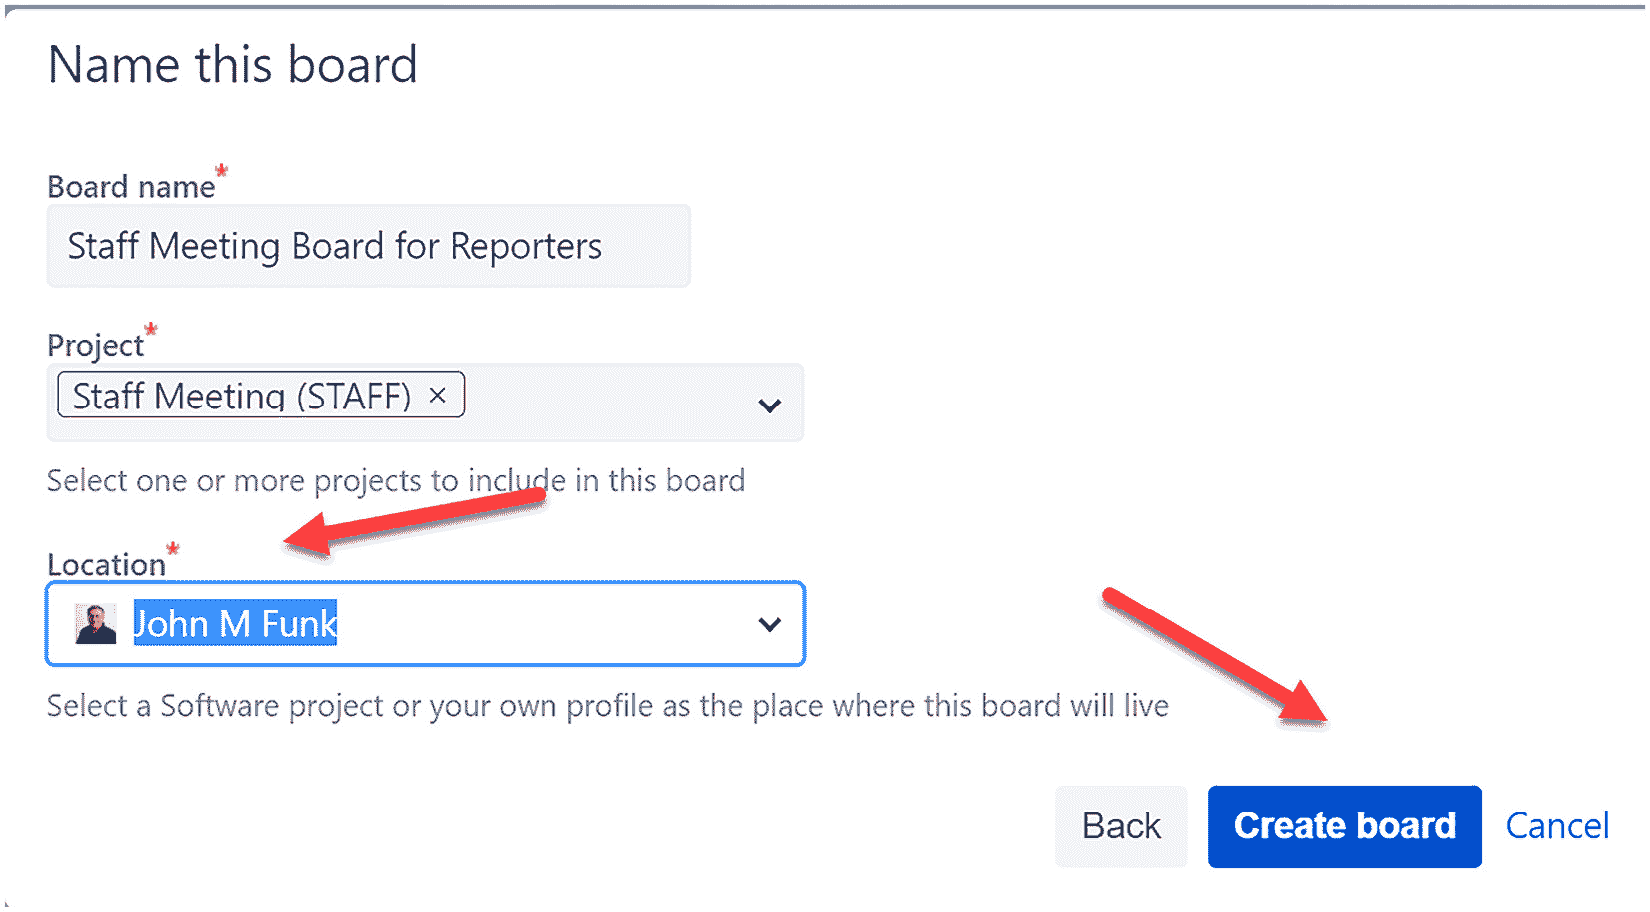 Name this board
Board name*
Staff Meeting Board for Reporters
Project*
Staff Meeting (STAFF) ×
Select one or more projects to include in this board
Location*
John M Funk
Select a Software project or your own profile as the place where this board will live
Back Create board Cancel